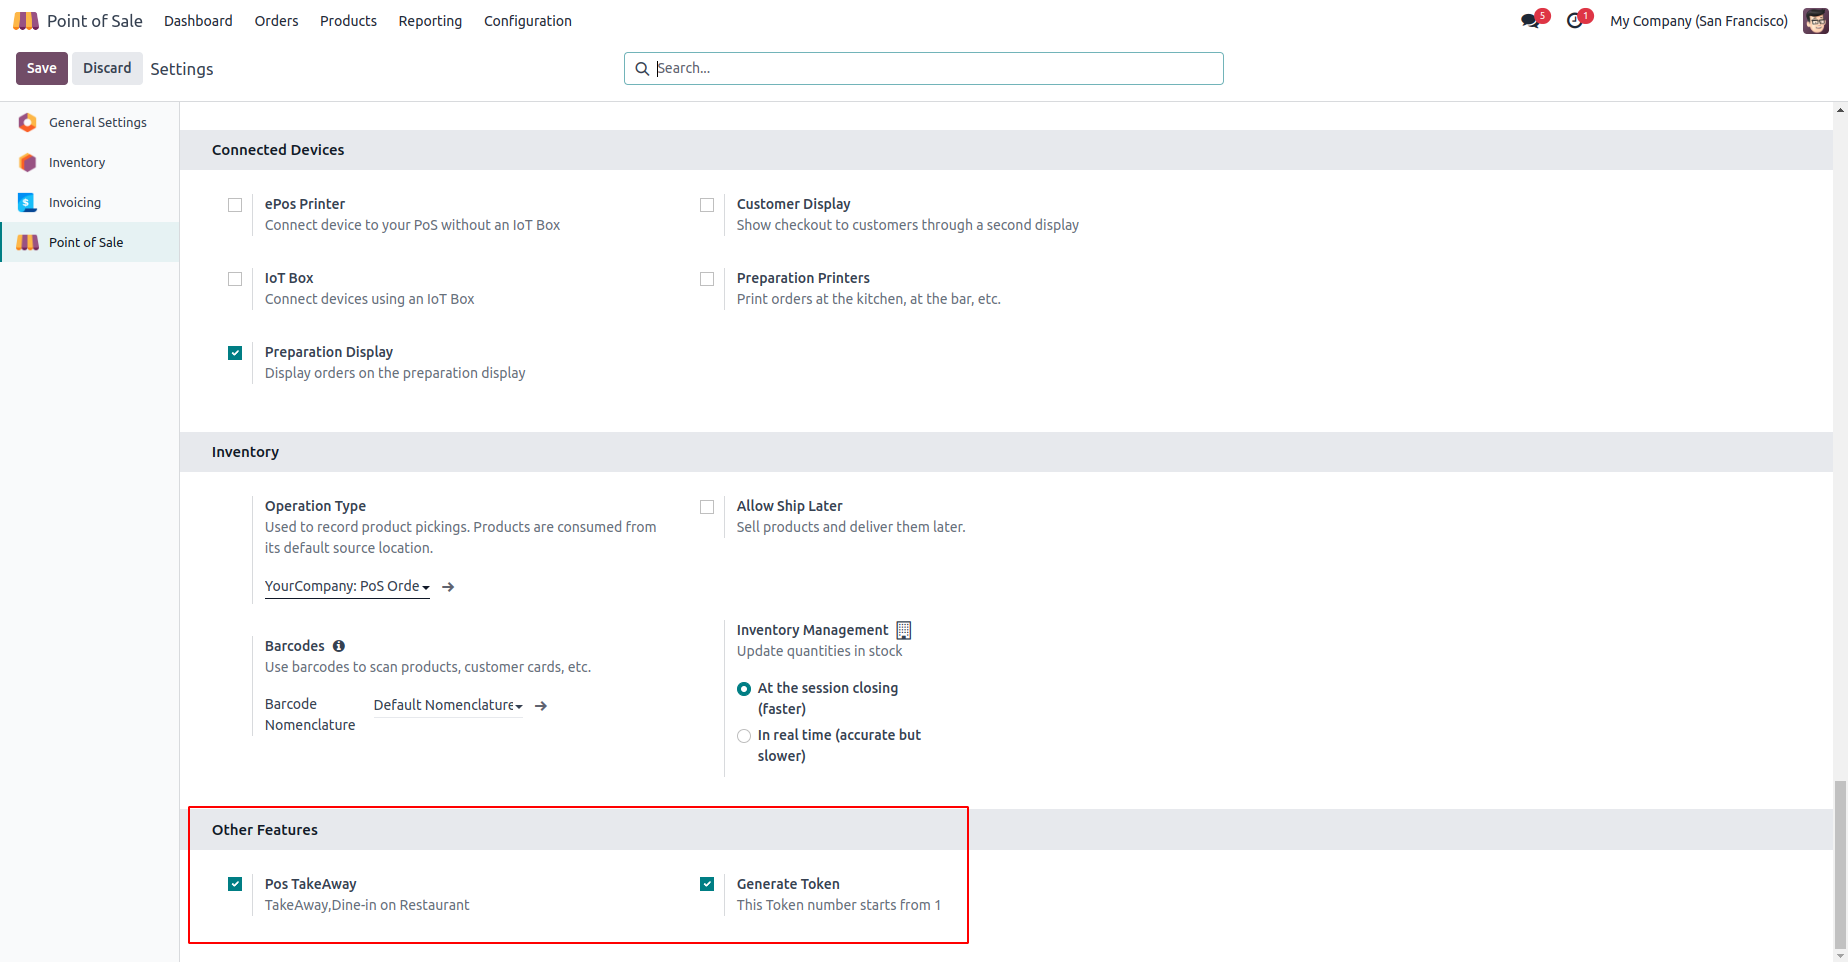 Point of Sale Dashboard Orders Products Reporting Configuration 5 1 My Company (San Francisco)
Save Discard Settings Search...
General Settings
Inventory
Invoicing
Point of Sale
Connected Devices
ePos Printer
Connect device to your PoS without an IoT Box
Customer Display
Show checkout to customers through a second display
IoT Box
Connect devices using an IoT Box
Preparation Printers
Print orders at the kitchen, at the bar, etc.
Preparation Display
Display orders on the preparation display
Inventory
Operation Type
Used to record product pickings. Products are consumed from
its default source location.
YourCompany: PoS Orde
Allow Ship Later
Sell products and deliver them later.
Barcodes
Use barcodes to scan products, customer cards, etc.
Barcode
Nomenclature
Default Nomenclature
Inventory Management
Update quantities in stock
At the session closing
(faster)
In real time (accurate but
slower)
Other Features
Pos TakeAway
TakeAway,Dine-in on Restaurant
Generate Token
This Token number starts from 1